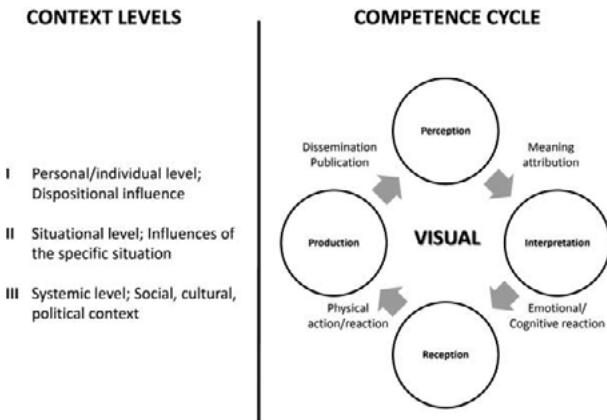 CONTEXT LEVELS
I Personal/individual level;
Dispositional influence
II Situational level; Influences of
the specific situation
III Systemic level; Social, cultural,
political context
COMPETENCE CYCLE
Perception
Dissemination
Publication
Meaning
attribution
Production
VISUAL
Interpretation
Physical
action/reaction
Emotional/
Cognitive reaction
Reception